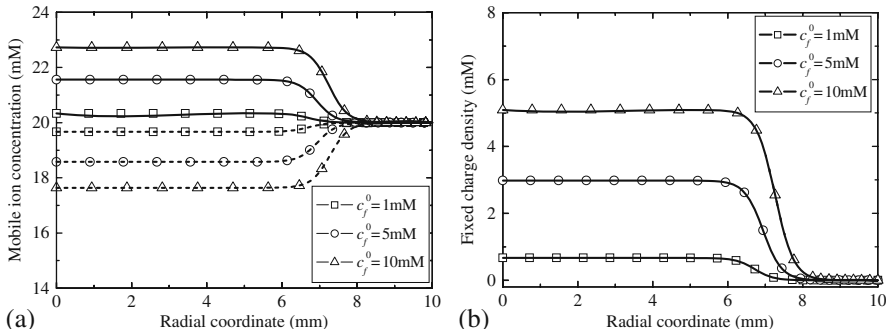 24
22
20
18
16
14
Mobile ion concentration (mM)
0 2 4 6 8 10
Radial coordinate (mm)
c_f^0=1mM
c_f^0=5mM
c_f^0=10mM
(a)
8
6
4
2
0
Fixed charge density (mM)
0 2 4 6 8 10
Radial coordinate (mm)
c_f^0=1mM
c_f^0=5mM
c_f^0=10mM
(b)